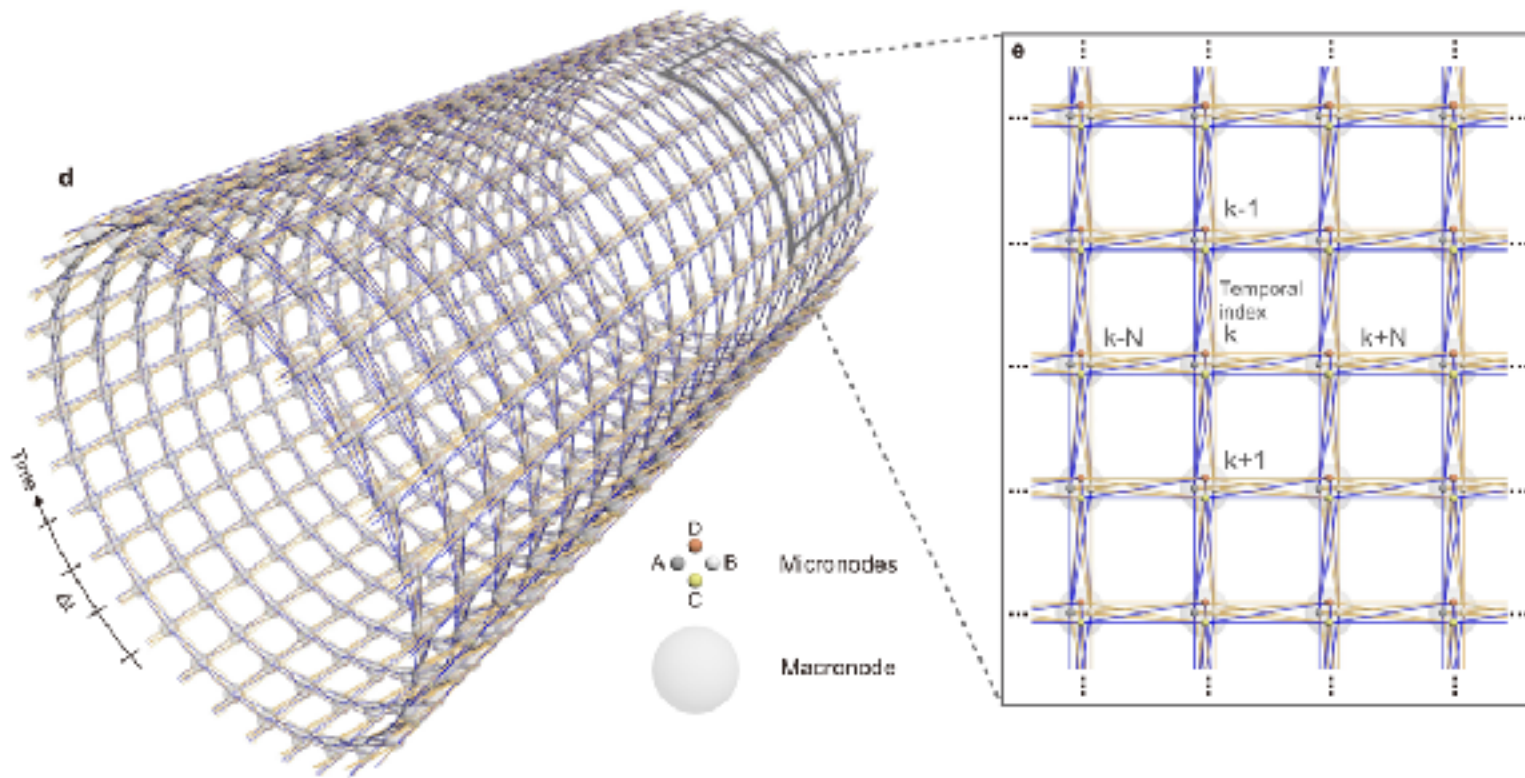 d
e
k-1
Temporal
index
k-N
k
k+N
k+1
Time
Δt
D
A
B
C
Micronodes
Macronode